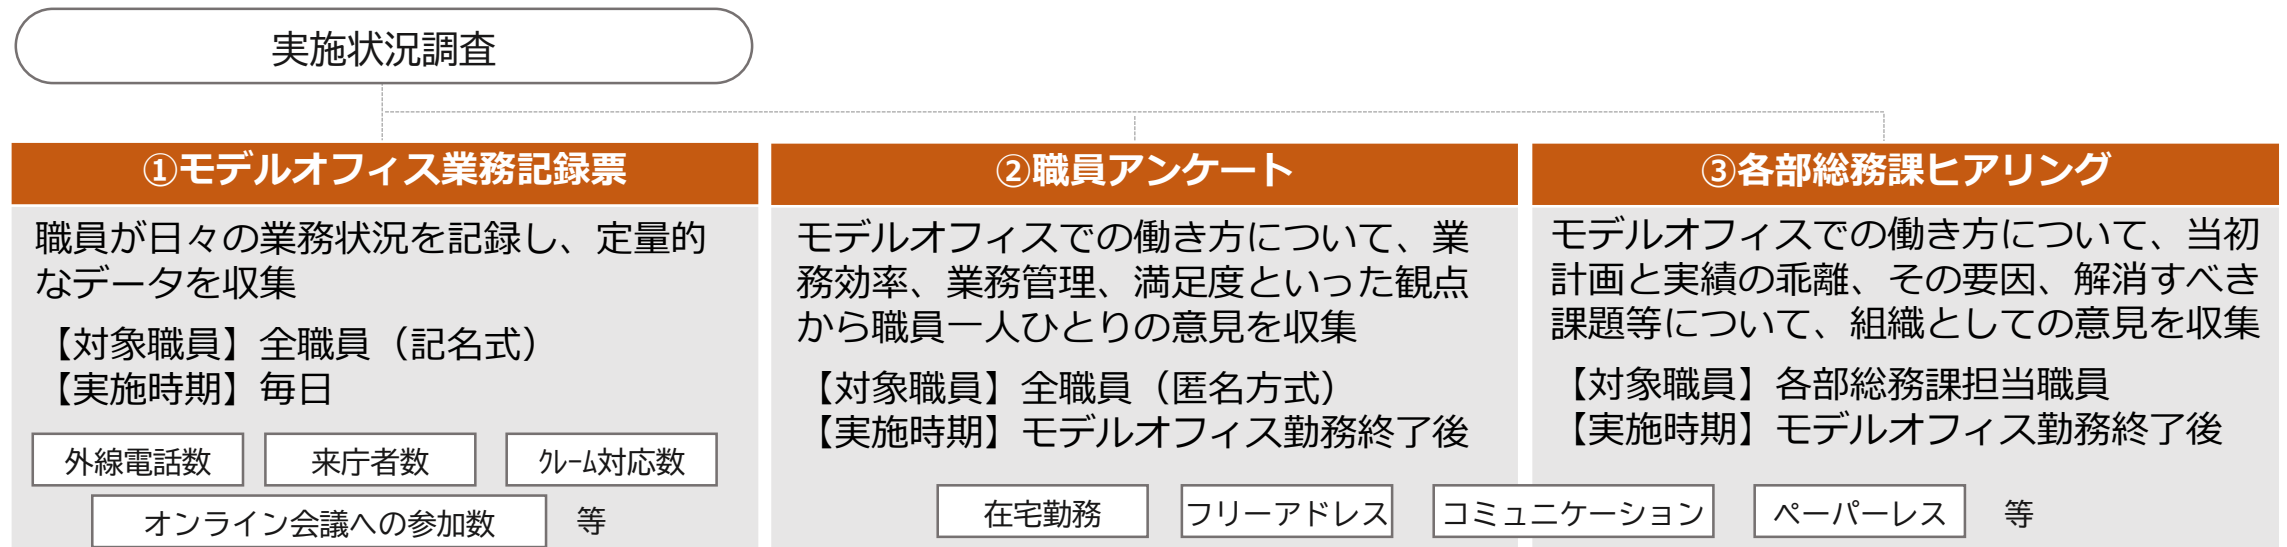 実施状況調査
①モデルオフィス業務記録票
職員が日々の業務状況を記録し、定量的
なデータを収集
【対象職員】全職員（記名式）
【実施時期】毎日
外線電話数
来庁者数
ｸﾚｰﾑ対応数
オンライン会議への参加数
等
②職員アンケート
モデルオフィスでの働き方について、業
務効率、業務管理、満足度といった観点
から職員一人ひとりの意見を収集
【対象職員】全職員（匿名方式）
【実施時期】モデルオフィス勤務終了後
③各部総務課ヒアリング
モデルオフィスでの働き方について、当初
計画と実績の乖離、その要因、解消すべき
課題等について、組織としての意見を収集
【対象職員】各部総務課担当職員
【実施時期】モデルオフィス勤務終了後
在宅勤務
フリーアドレス
コミュニケーション
ペーパーレス
等